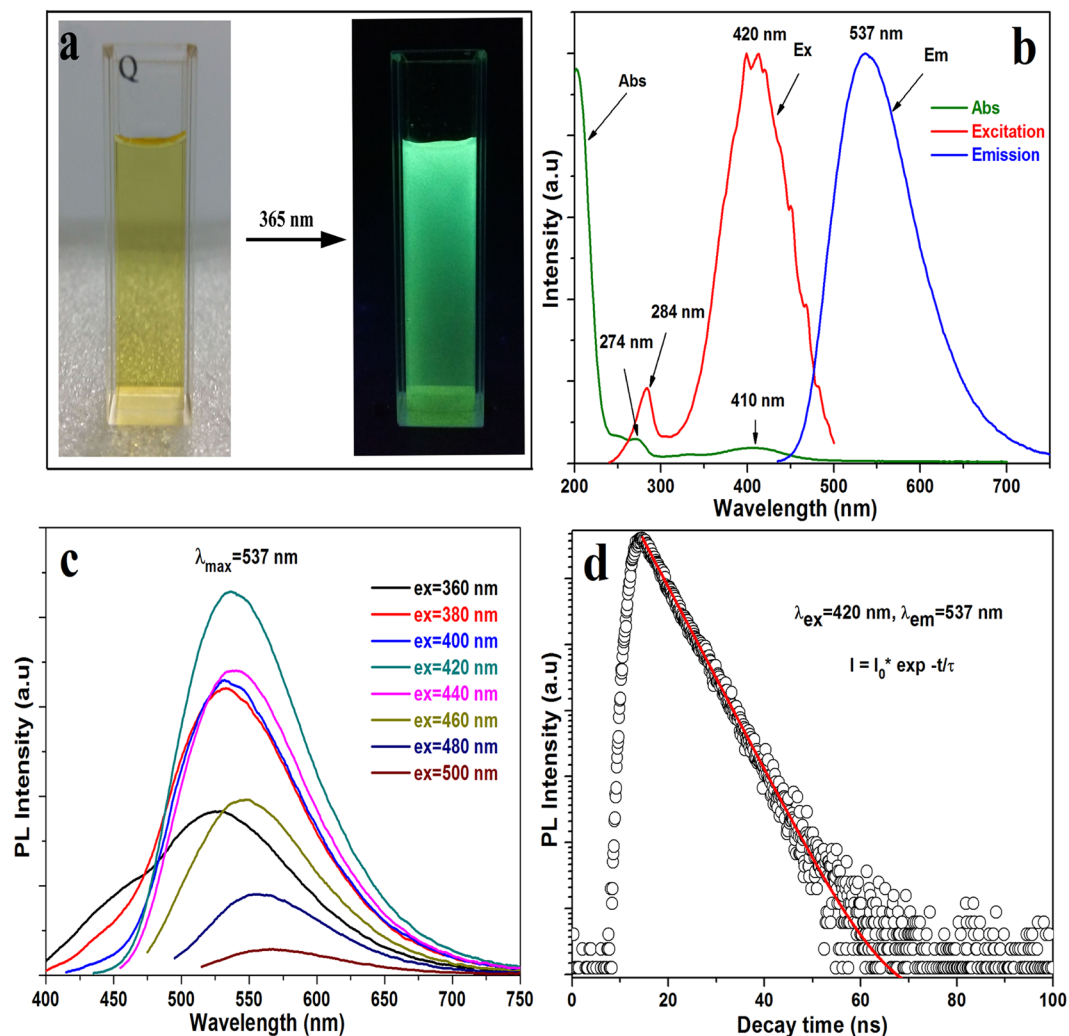 a
Q
365 nm
b
420 nm
537 nm
Ex
Em
Abs
Abs
Excitation
Emission
284 nm
274 nm
410 nm
Intensity (a.u)
200 300 400 500 600 700
Wavelength (nm)
c
λmax=537 nm
ex=360 nm
ex=380 nm
ex=400 nm
ex=420 nm
ex=440 nm
ex=460 nm
ex=480 nm
ex=500 nm
PL Intensity (a.u)
400 450 500 550 600 650 700 750
Wavelength (nm)
d
λex=420 nm, λem=537 nm
I = I0* exp -t/τ
PL Intensity (a.u)
0 20 40 60 80 100
Decay time (ns)